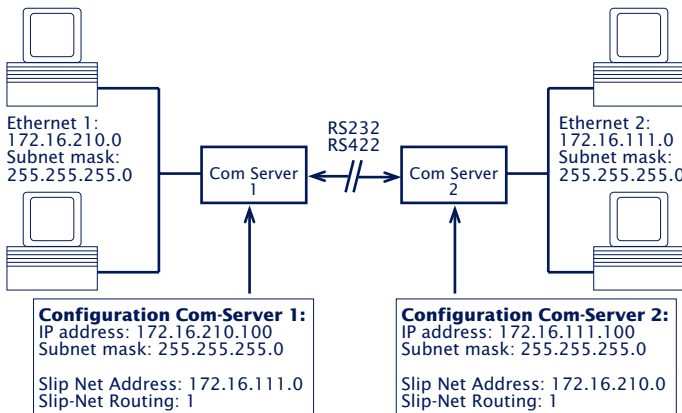 Ethernet 1:
172.16.210.0
Subnet mask:
255.255.255.0
RS232
RS422
Ethernet 2:
172.16.111.0
Subnet mask:
255.255.255.0
Com Server
1
Com Server
2
Configuration Com-Server 1:
IP address: 172.16.210.100
Subnet mask: 255.255.255.0
Slip Net Address: 172.16.111.0
Slip-Net Routing: 1
Configuration Com-Server 2:
IP address: 172.16.111.100
Subnet mask: 255.255.255.0
Slip Net Address: 172.16.210.0
Slip-Net Routing: 1